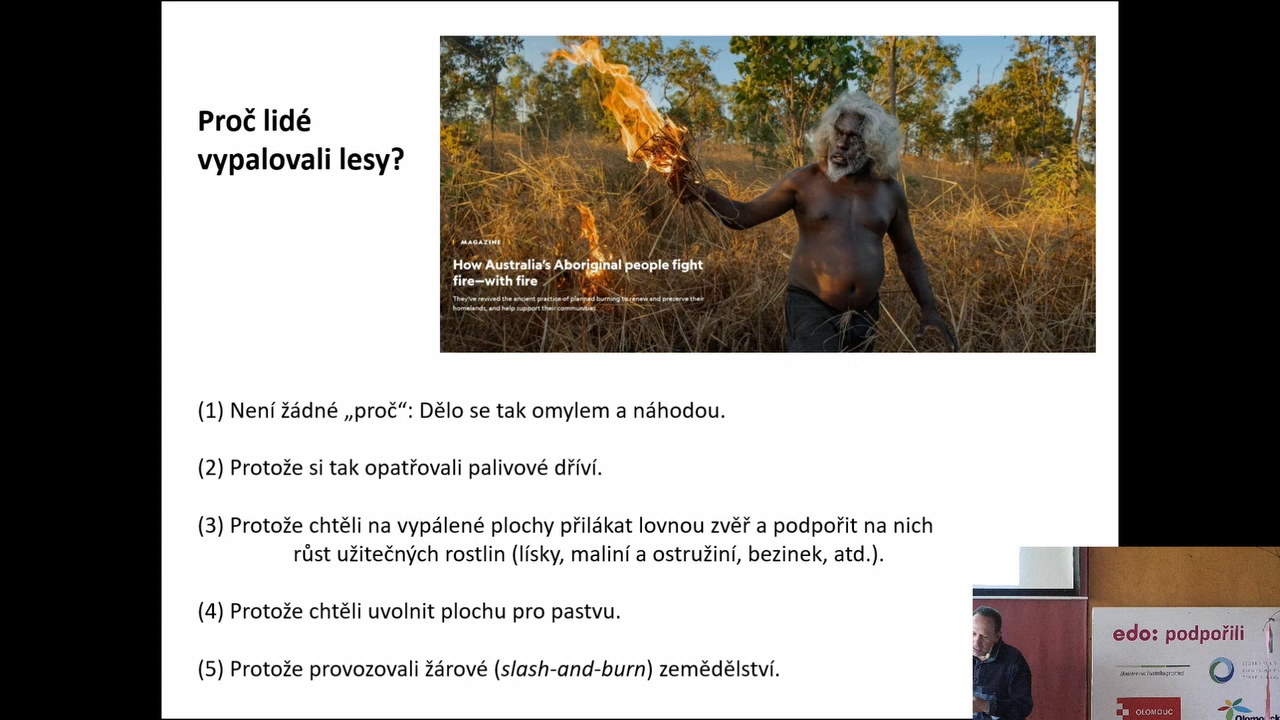 Proč lidé
vypalovali lesy?
MAGAZINE
How Australia's Aboriginal people fight
fire—with fire
They've revived the ancient practice of planned burning to renew and preserve their
homelands, and help support their communities.
(1) Není žádné „proč“: Dělo se tak omylem a náhodou.
(2) Protože si tak opatřovali palivové dříví.
(3) Protože chtěli na vypálené plochy přilákat lovnou zvěř a podpořit na nich
růst užitečných rostlin (lísky, maliní a ostružiní, bezinek, atd.).
(4) Protože chtěli uvolnit plochu pro pastvu.
(5) Protože provozovali žárové (slash-and-burn) zemědělství.
edo: podpořili
OLOMOUC